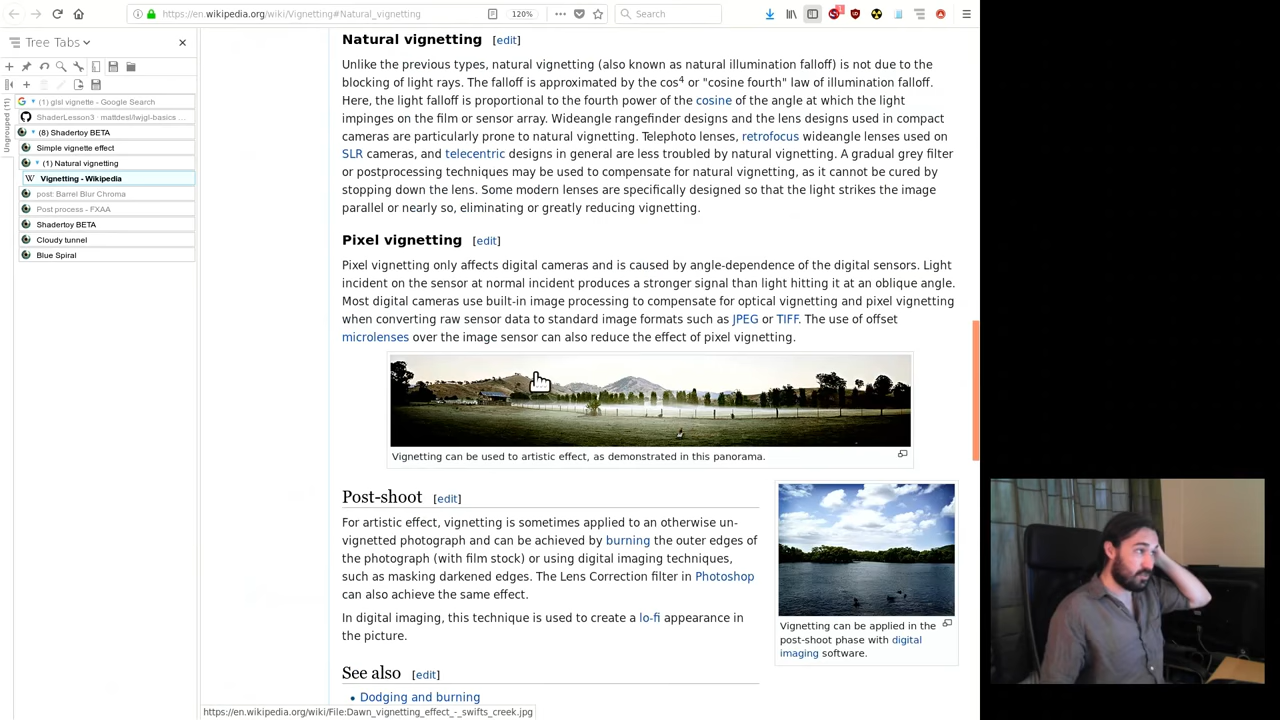 https://en.wikipedia.org/wiki/Vignetting#Natural_vignetting
120%
Search
1
Tree Tabs
Ungrouped (11)
(1) glsl vignette - Google Search
ShaderLesson3 · mattdesl/lwjgl-basics ...
(8) Shadertoy BETA
Simple vignette effect
(1) Natural vignetting
W Vignetting - Wikipedia
post: Barrel Blur Chroma
Post process - FXAA
Shadertoy BETA
Cloudy tunnel
Blue Spiral
Natural vignetting [edit]
Unlike the previous types, natural vignetting (also known as natural illumination falloff) is not due to the
blocking of light rays. The falloff is approximated by the cos⁴ or "cosine fourth" law of illumination falloff.
Here, the light falloff is proportional to the fourth power of the cosine of the angle at which the light
impinges on the film or sensor array. Wideangle rangefinder designs and the lens designs used in compact
cameras are particularly prone to natural vignetting. Telephoto lenses, retrofocus wideangle lenses used on
SLR cameras, and telecentric designs in general are less troubled by natural vignetting. A gradual grey filter
or postprocessing techniques may be used to compensate for natural vignetting, as it cannot be cured by
stopping down the lens. Some modern lenses are specifically designed so that the light strikes the image
parallel or nearly so, eliminating or greatly reducing vignetting.
Pixel vignetting [edit]
Pixel vignetting only affects digital cameras and is caused by angle-dependence of the digital sensors. Light
incident on the sensor at normal incident produces a stronger signal than light hitting it at an oblique angle.
Most digital cameras use built-in image processing to compensate for optical vignetting and pixel vignetting
when converting raw sensor data to standard image formats such as JPEG or TIFF. The use of offset
microlenses over the image sensor can also reduce the effect of pixel vignetting.
Vignetting can be used to artistic effect, as demonstrated in this panorama.
Post-shoot [edit]
For artistic effect, vignetting is sometimes applied to an otherwise un-
vignetted photograph and can be achieved by burning the outer edges of
the photograph (with film stock) or using digital imaging techniques,
such as masking darkened edges. The Lens Correction filter in Photoshop
can also achieve the same effect.
In digital imaging, this technique is used to create a lo-fi appearance in
the picture.
Vignetting can be applied in the
post-shoot phase with digital
imaging software.
See also [edit]
• Dodging and burning
https://en.wikipedia.org/wiki/File:Dawn_vignetting_effect_-_swifts_creek.jpg